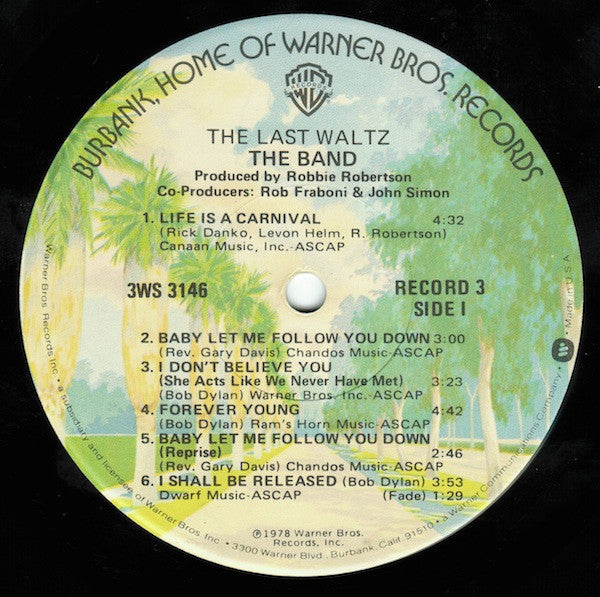 BURBANK, HOME OF WARNER BROS. RECORDS
RECORDS
THE LAST WALTZ
THE BAND
Produced by Robbie Robertson
Co-Producers: Rob Fraboni & John Simon
1. LIFE IS A CARNIVAL 4:32
(Rick Danko, Levon Helm, R. Robertson)
Canaan Music, Inc.-ASCAP
3WS 3146
RECORD 3
SIDE I
2. BABY LET ME FOLLOW YOU DOWN 3:00
(Rev. Gary Davis) Chandos Music-ASCAP
3. I DON'T BELIEVE YOU
(She Acts Like We Never Have Met) 3:23
(Bob Dylan) Warner Bros. Inc-ASCAP
4. FOREVER YOUNG 4:42
(Bob Dylan) Ram's Horn Music-ASCAP
5. BABY LET ME FOLLOW YOU DOWN
(Reprise) 2:46
(Rev. Gary Davis) Chandos Music-ASCAP
6. I SHALL BE RELEASED (Bob Dylan) 3:53
Dwarf Music-ASCAP (Fade) 1:29
℗1978 Warner Bros.
Records, Inc.
Warner Bros. Records Inc. • a subsidiary and licensee of Warner Bros. Inc. • 3300 Warner Blvd., Burbank, Calif. 91510 • a Warner Communications Company • Made in U.S.A.